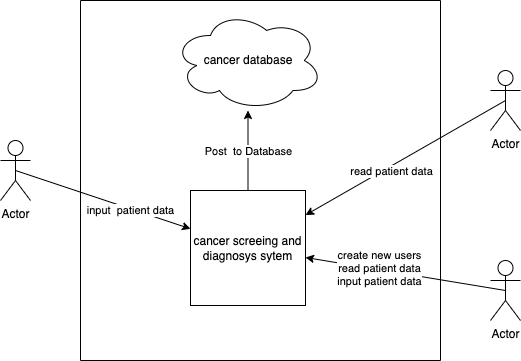 cancer database
Post to Database
read patient data
Actor
input patient data
Actor
cancer screeing and
diagnosys sytem
create new users
read patient data
input patient data
Actor